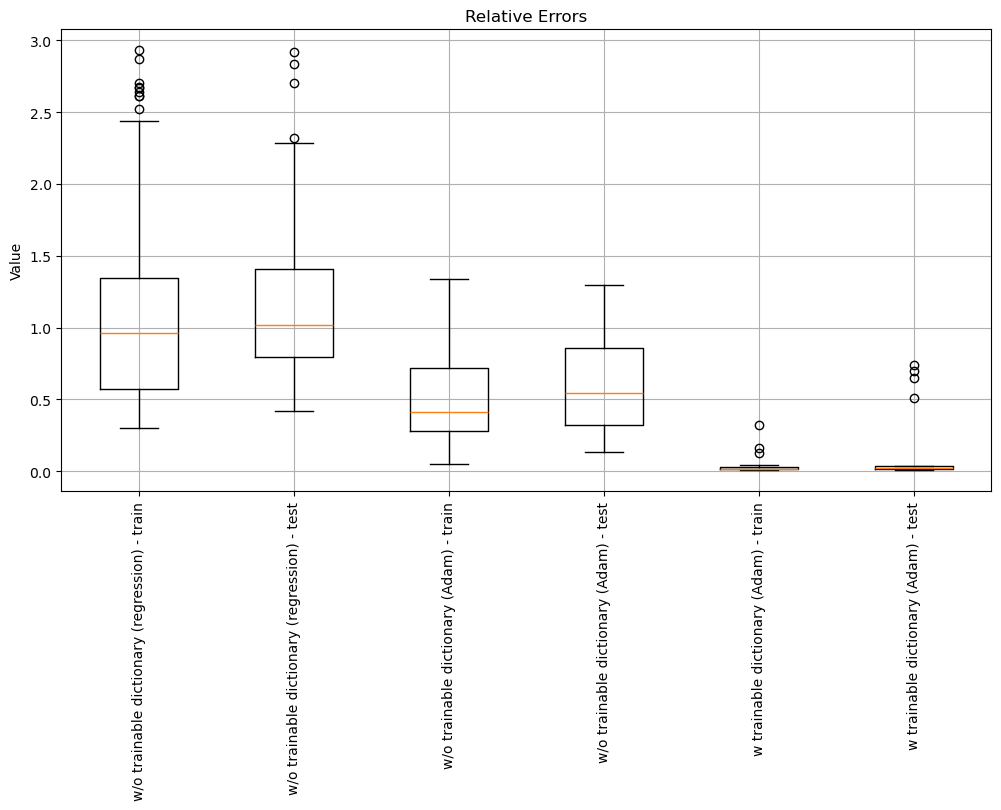 Relative Errors
Value
3.0
2.5
2.0
1.5
1.0
0.5
0.0
w/o trainable dictionary (regression) - train
w/o trainable dictionary (regression) - test
w/o trainable dictionary (Adam) - train
w/o trainable dictionary (Adam) - test
w trainable dictionary (Adam) - train
w trainable dictionary (Adam) - test